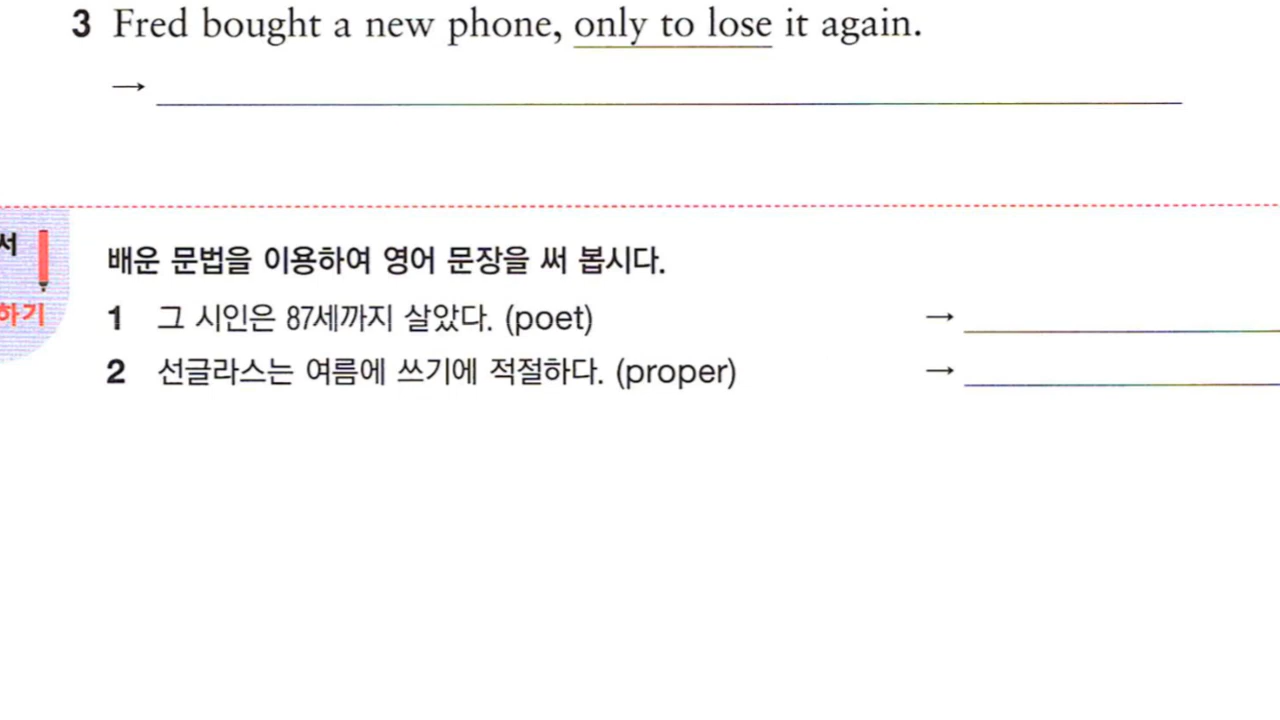 3 Fred bought a new phone, only to lose it again.
→
서
하기
배운 문법을 이용하여 영어 문장을 써 봅시다.
1 그 시인은 87세까지 살았다. (poet) →
2 선글라스는 여름에 쓰기에 적절하다. (proper) →